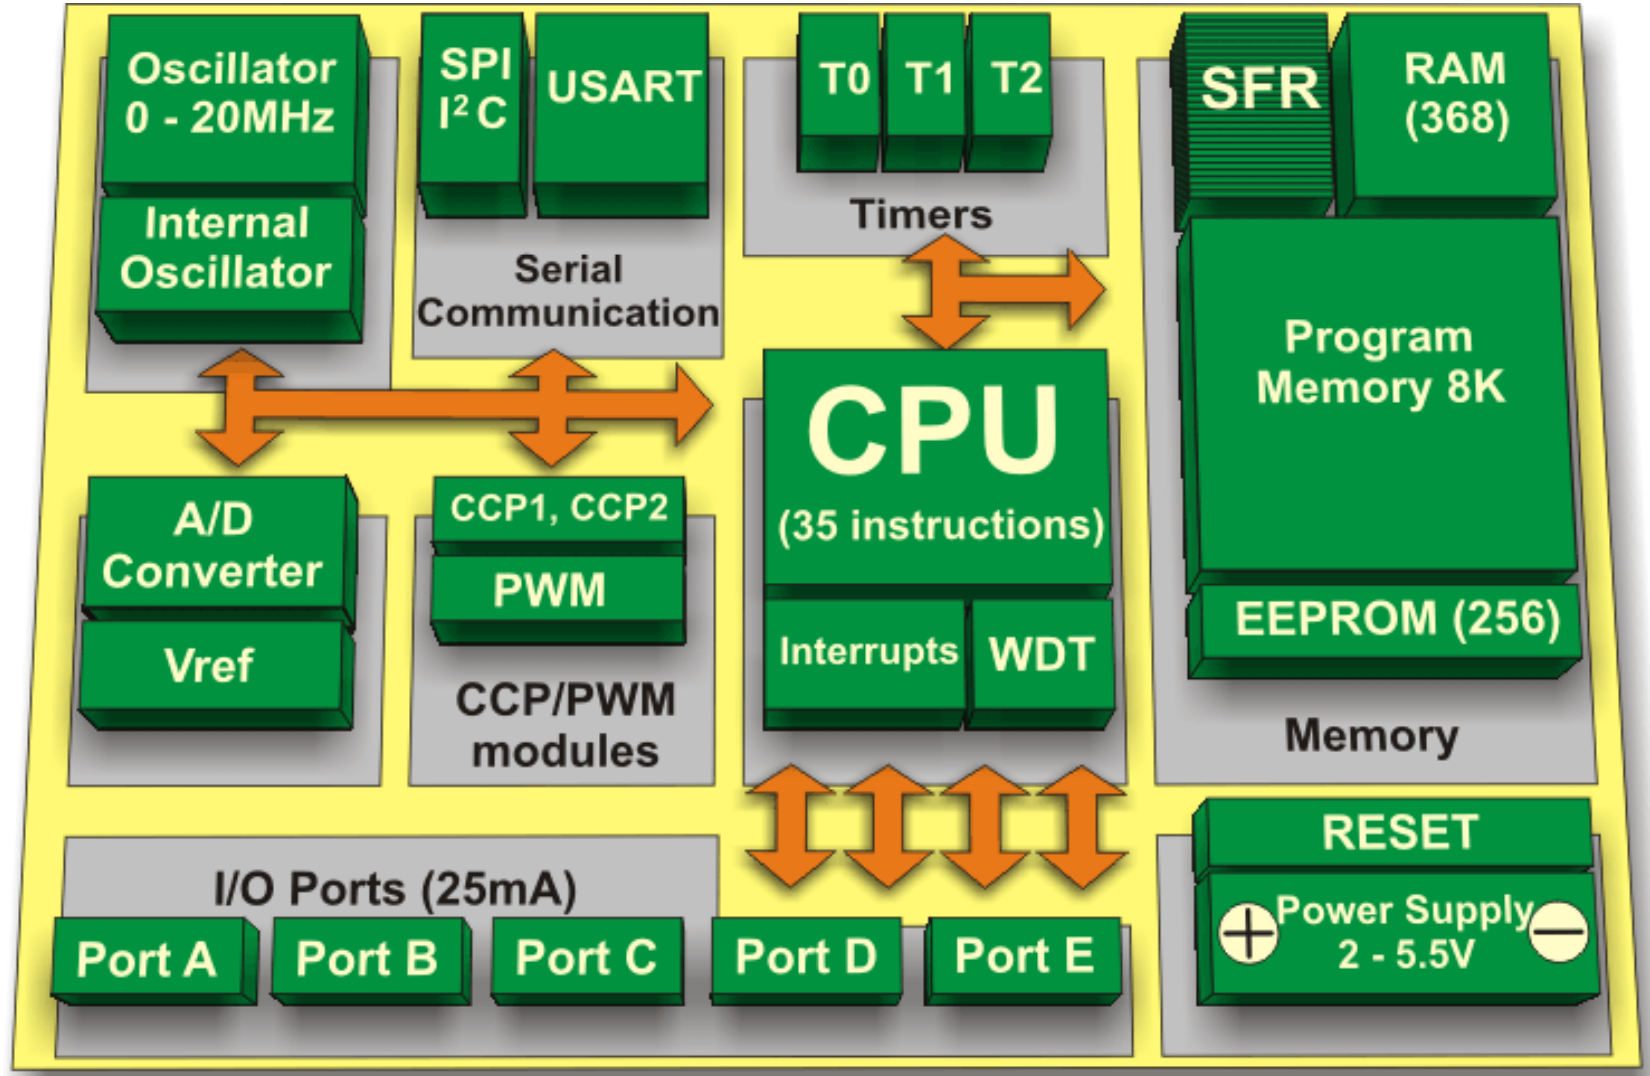 Oscillator
0 - 20MHz
Internal
Oscillator
SPI
I² C
USART
Serial
Communication
T0
T1
T2
Timers
SFR
RAM
(368)
Program
Memory 8K
EEPROM (256)
Memory
A/D
Converter
Vref
CCP1, CCP2
PWM
CCP/PWM
modules
CPU
(35 instructions)
Interrupts
WDT
I/O Ports (25mA)
Port A
Port B
Port C
Port D
Port E
RESET
+
Power Supply
2 - 5.5V
−